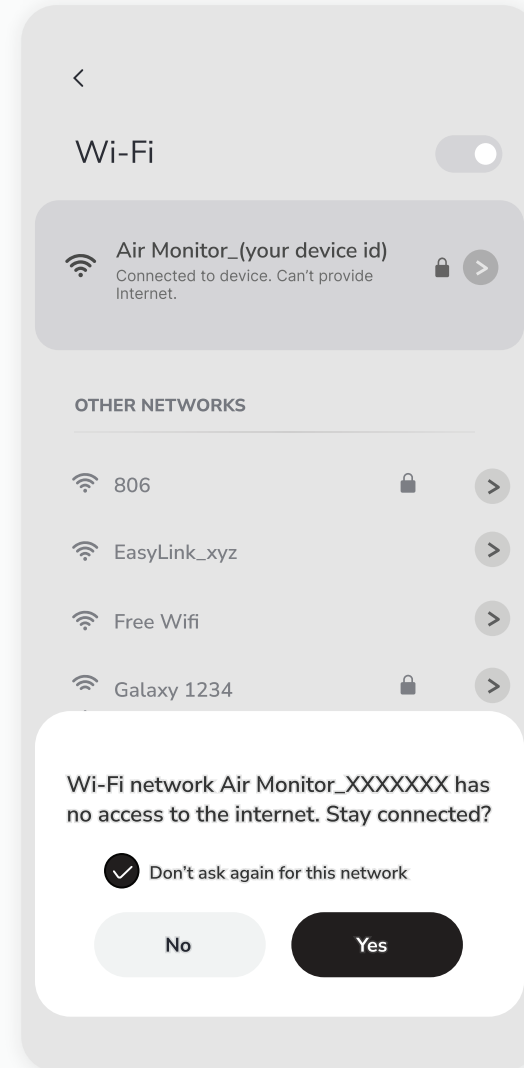 Wi-Fi
Air Monitor_(your device id)
Connected to device. Can't provide
Internet.
OTHER NETWORKS
806
EasyLink_xyz
Free Wifi
Galaxy 1234
Wi-Fi network Air Monitor_XXXXXXX has
no access to the internet. Stay connected?
Don't ask again for this network
No
Yes